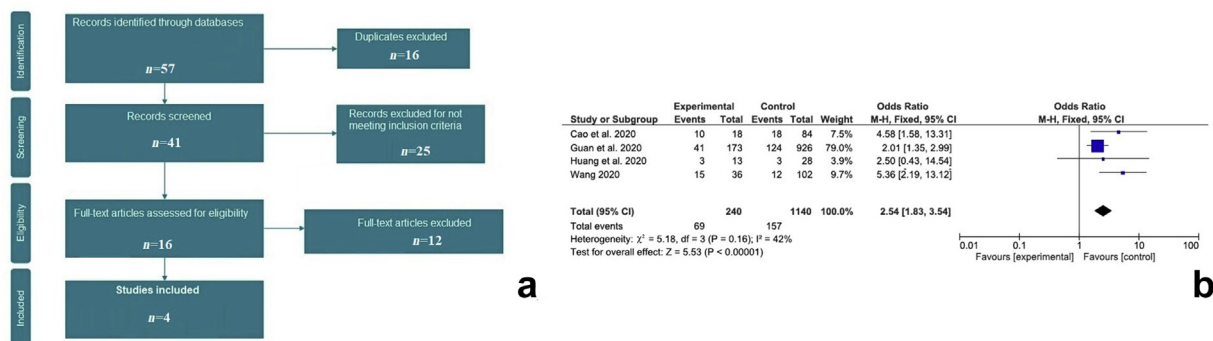 Identification
Records identified through databases
n=57
Duplicates excluded
n=16
Screening
Records screened
n=41
Records excluded for not
meeting inclusion criteria
n=25
Eligibility
Full-text articles assessed for eligibility
n=16
Full-text articles excluded
n=12
Included
Studies included
n=4
a
Experimental Control Odds Ratio Odds Ratio
Study or Subgroup Events Total Events Total Weight M-H, Fixed, 95% CI M-H, Fixed, 95% CI
Cao et al. 2020 10 18 18 84 7.5% 4.58 [1.58, 13.31]
Guan et al. 2020 41 173 124 926 79.0% 2.01 [1.35, 2.99]
Huang et al. 2020 3 13 3 28 3.9% 2.50 [0.43, 14.54]
Wang 2020 15 36 12 102 9.7% 5.36 [2.19, 13.12]
Total (95% CI) 240 1140 100.0% 2.54 [1.83, 3.54]
Total events 69 157
Heterogeneity: χ² = 5.18, df = 3 (P = 0.16); I² = 42%
Test for overall effect: Z = 5.53 (P < 0.00001)
0.01 0.1 1 10 100
Favours [experimental] Favours [control]
b